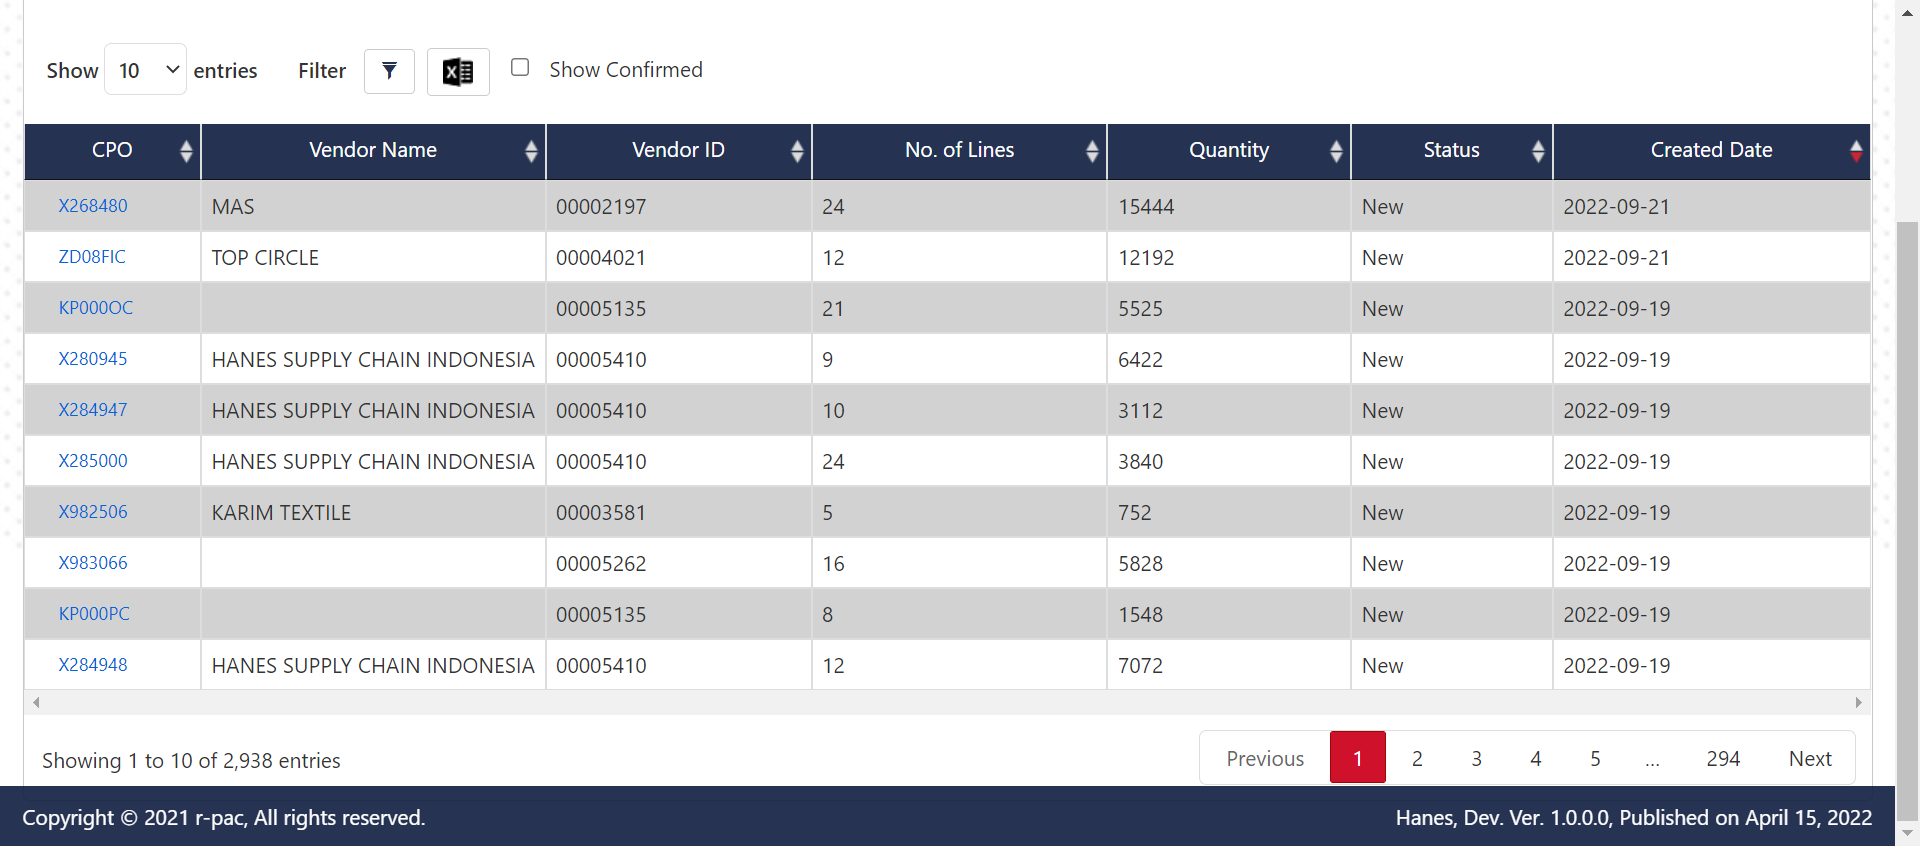 Show 10 entries Filter Show Confirmed
CPO Vendor Name Vendor ID No. of Lines Quantity Status Created Date
X268480 MAS 00002197 24 15444 New 2022-09-21
ZD08FIC TOP CIRCLE 00004021 12 12192 New 2022-09-21
KP000OC 00005135 21 5525 New 2022-09-19
X280945 HANES SUPPLY CHAIN INDONESIA 00005410 9 6422 New 2022-09-19
X284947 HANES SUPPLY CHAIN INDONESIA 00005410 10 3112 New 2022-09-19
X285000 HANES SUPPLY CHAIN INDONESIA 00005410 24 3840 New 2022-09-19
X982506 KARIM TEXTILE 00003581 5 752 New 2022-09-19
X983066 00005262 16 5828 New 2022-09-19
KP000PC 00005135 8 1548 New 2022-09-19
X284948 HANES SUPPLY CHAIN INDONESIA 00005410 12 7072 New 2022-09-19
Showing 1 to 10 of 2,938 entries Previous 1 2 3 4 5 ... 294 Next
Copyright © 2021 r-pac, All rights reserved. Hanes, Dev. Ver. 1.0.0.0, Published on April 15, 2022